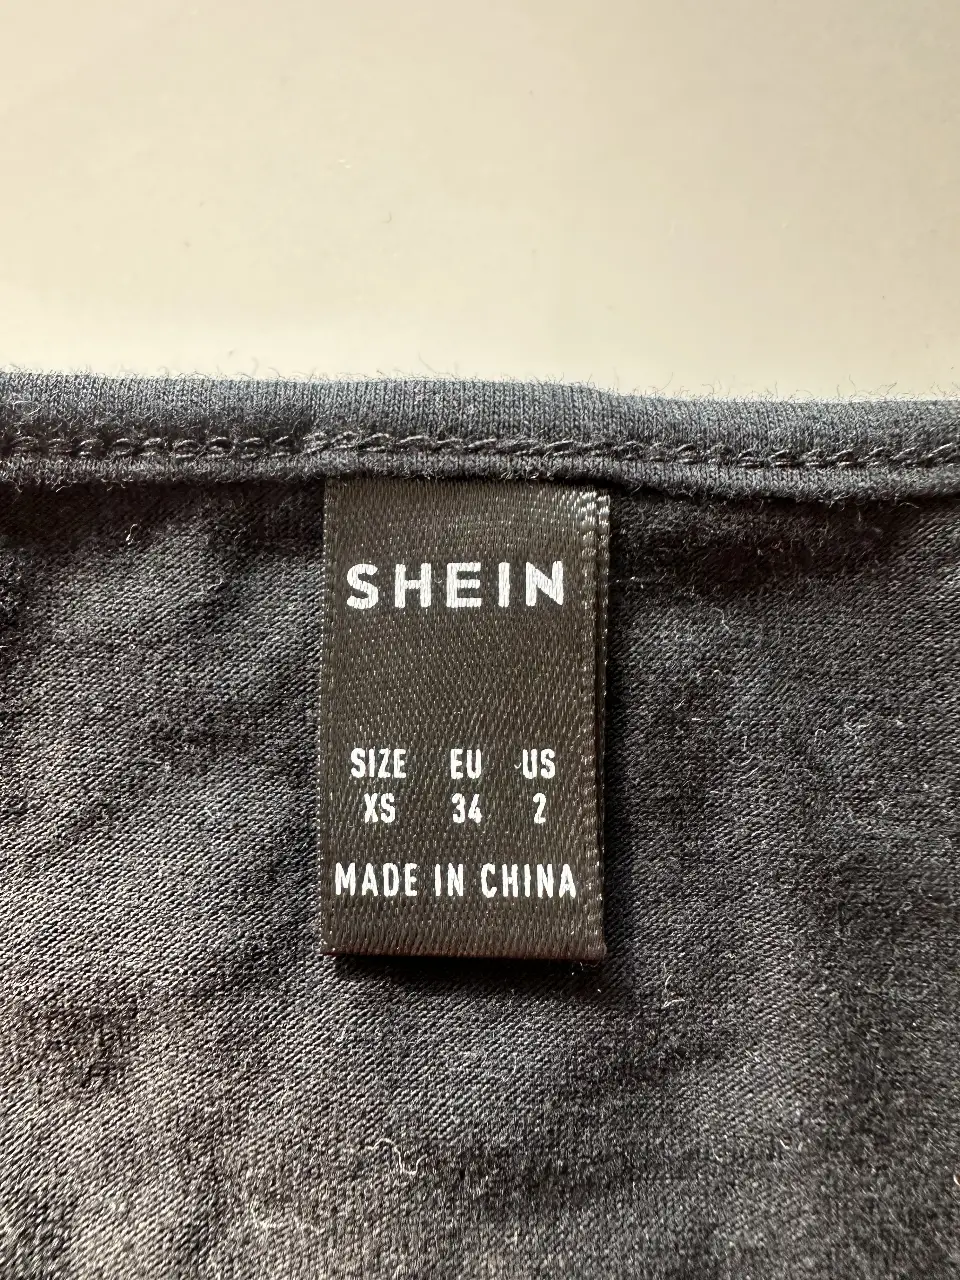 SHEIN
SIZE EU US
XS 34 2
MADE IN CHINA